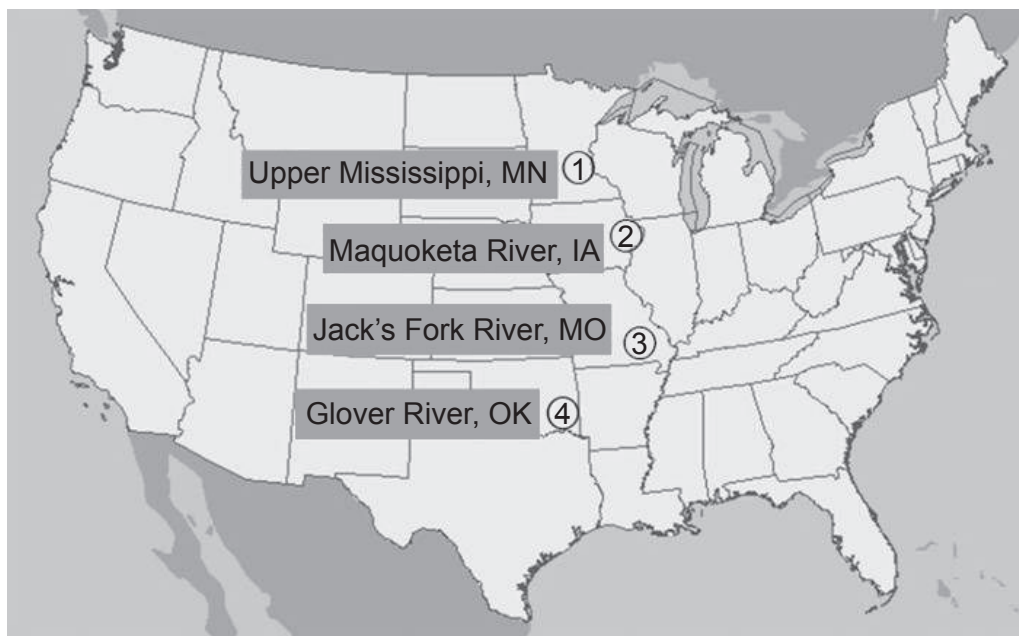 Upper Mississippi, MN 1
Maquoketa River, IA 2
Jack’s Fork River, MO 3
Glover River, OK 4